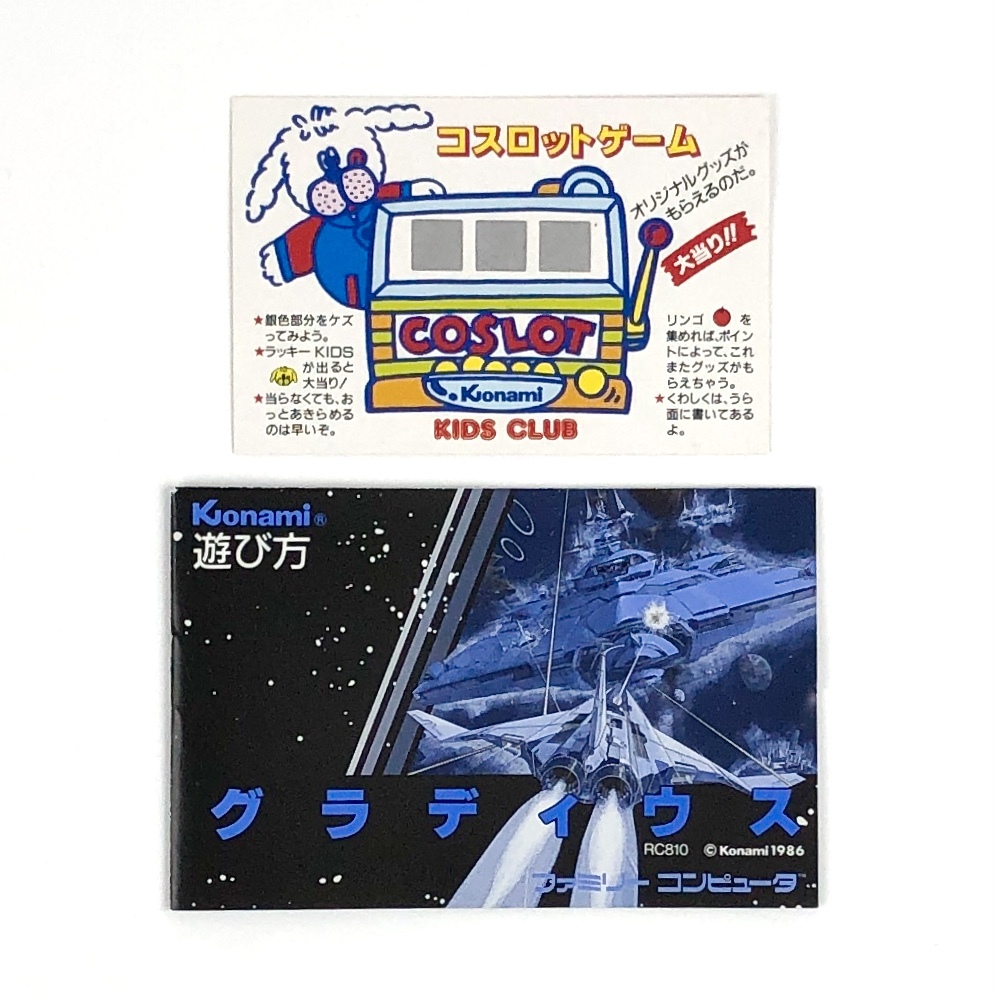 コスロットゲーム
オリジナルグッズが
もらえるのだ。
大当り!!
★銀色部分をケズ
ってみよう。
★ラッキーKIDS
が出ると
大当り!
★当らなくても、お
っとあきらめる
のは早いぞ。
リンゴ を
集めれば、ポイン
トによって、これ
またグッズがも
らえちゃう。
★くわしくは、うら
面に書いてある
よ。
COSLOT
Konami
KIDS CLUB
Konami®
遊び方
グラディウス
RC810 ©Konami 1986
ファミリーコンピュータ™